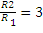 R2/R₁ = 3